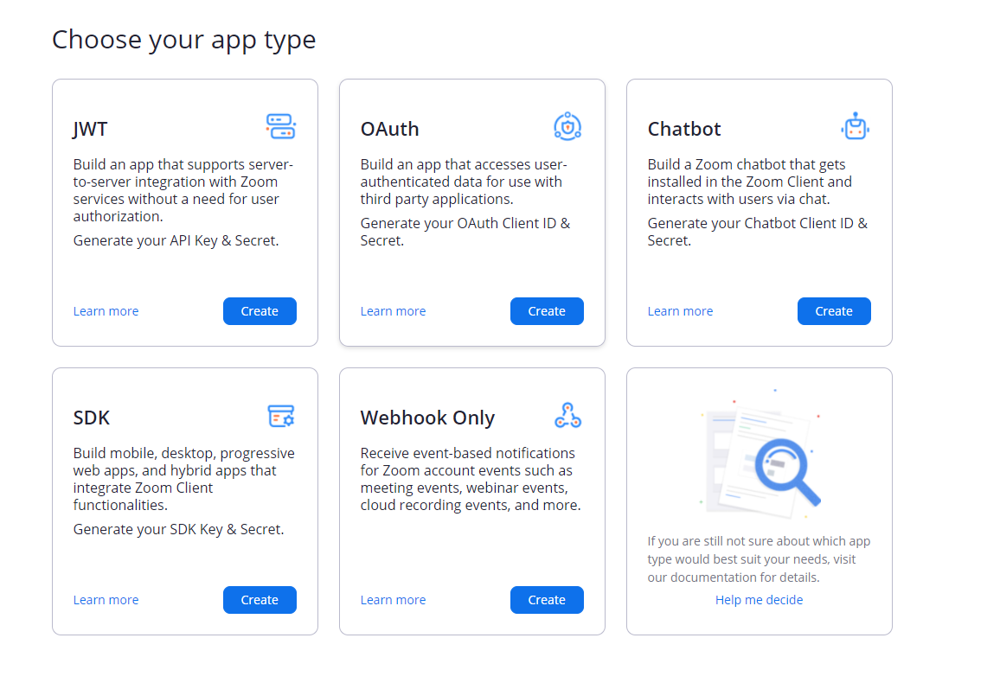 Choose your app type
JWT
Build an app that supports server-
to-server integration with Zoom
services without a need for user
authorization.
Generate your API Key & Secret.
Learn more
Create
OAuth
Build an app that accesses user-
authenticated data for use with
third party applications.
Generate your OAuth Client ID &
Secret.
Learn more
Create
Chatbot
Build a Zoom chatbot that gets
installed in the Zoom Client and
interacts with users via chat.
Generate your Chatbot Client ID &
Secret.
Learn more
Create
SDK
Build mobile, desktop, progressive
web apps, and hybrid apps that
integrate Zoom Client
functionalities.
Generate your SDK Key & Secret.
Learn more
Create
Webhook Only
Receive event-based notifications
for Zoom account events such as
meeting events, webinar events,
cloud recording events, and more.
Learn more
Create
If you are still not sure about which app
type would best suit your needs, visit
our documentation for details.
Help me decide